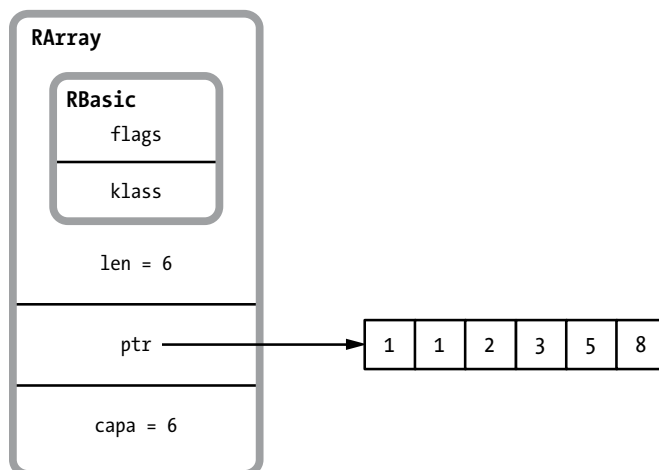 RArray
RBasic
flags
klass
len = 6
ptr
1 1 2 3 5 8
capa = 6